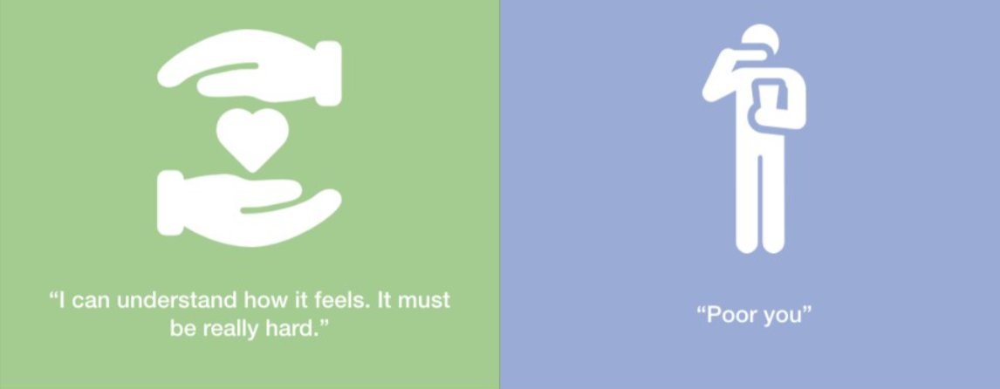 “I can understand how it feels. It must
be really hard.”
“Poor you”